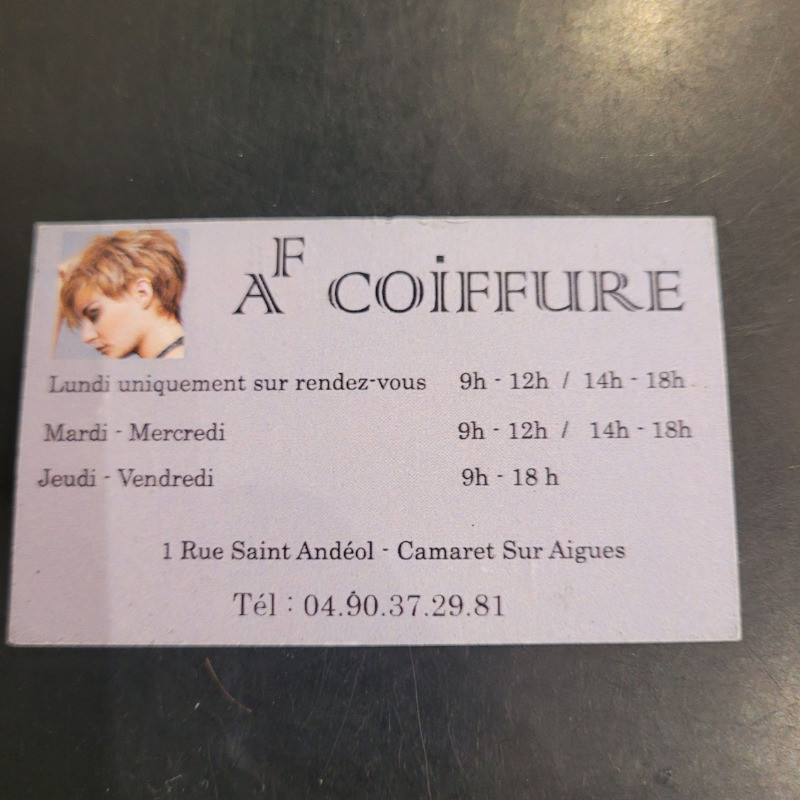 AF COiFFURE
Lundi uniquement sur rendez-vous 9h - 12h / 14h - 18h
Mardi - Mercredi 9h - 12h / 14h - 18h
Jeudi - Vendredi 9h - 18 h
1 Rue Saint Andéol - Camaret Sur Aigues
Tél : 04.90.37.29.81